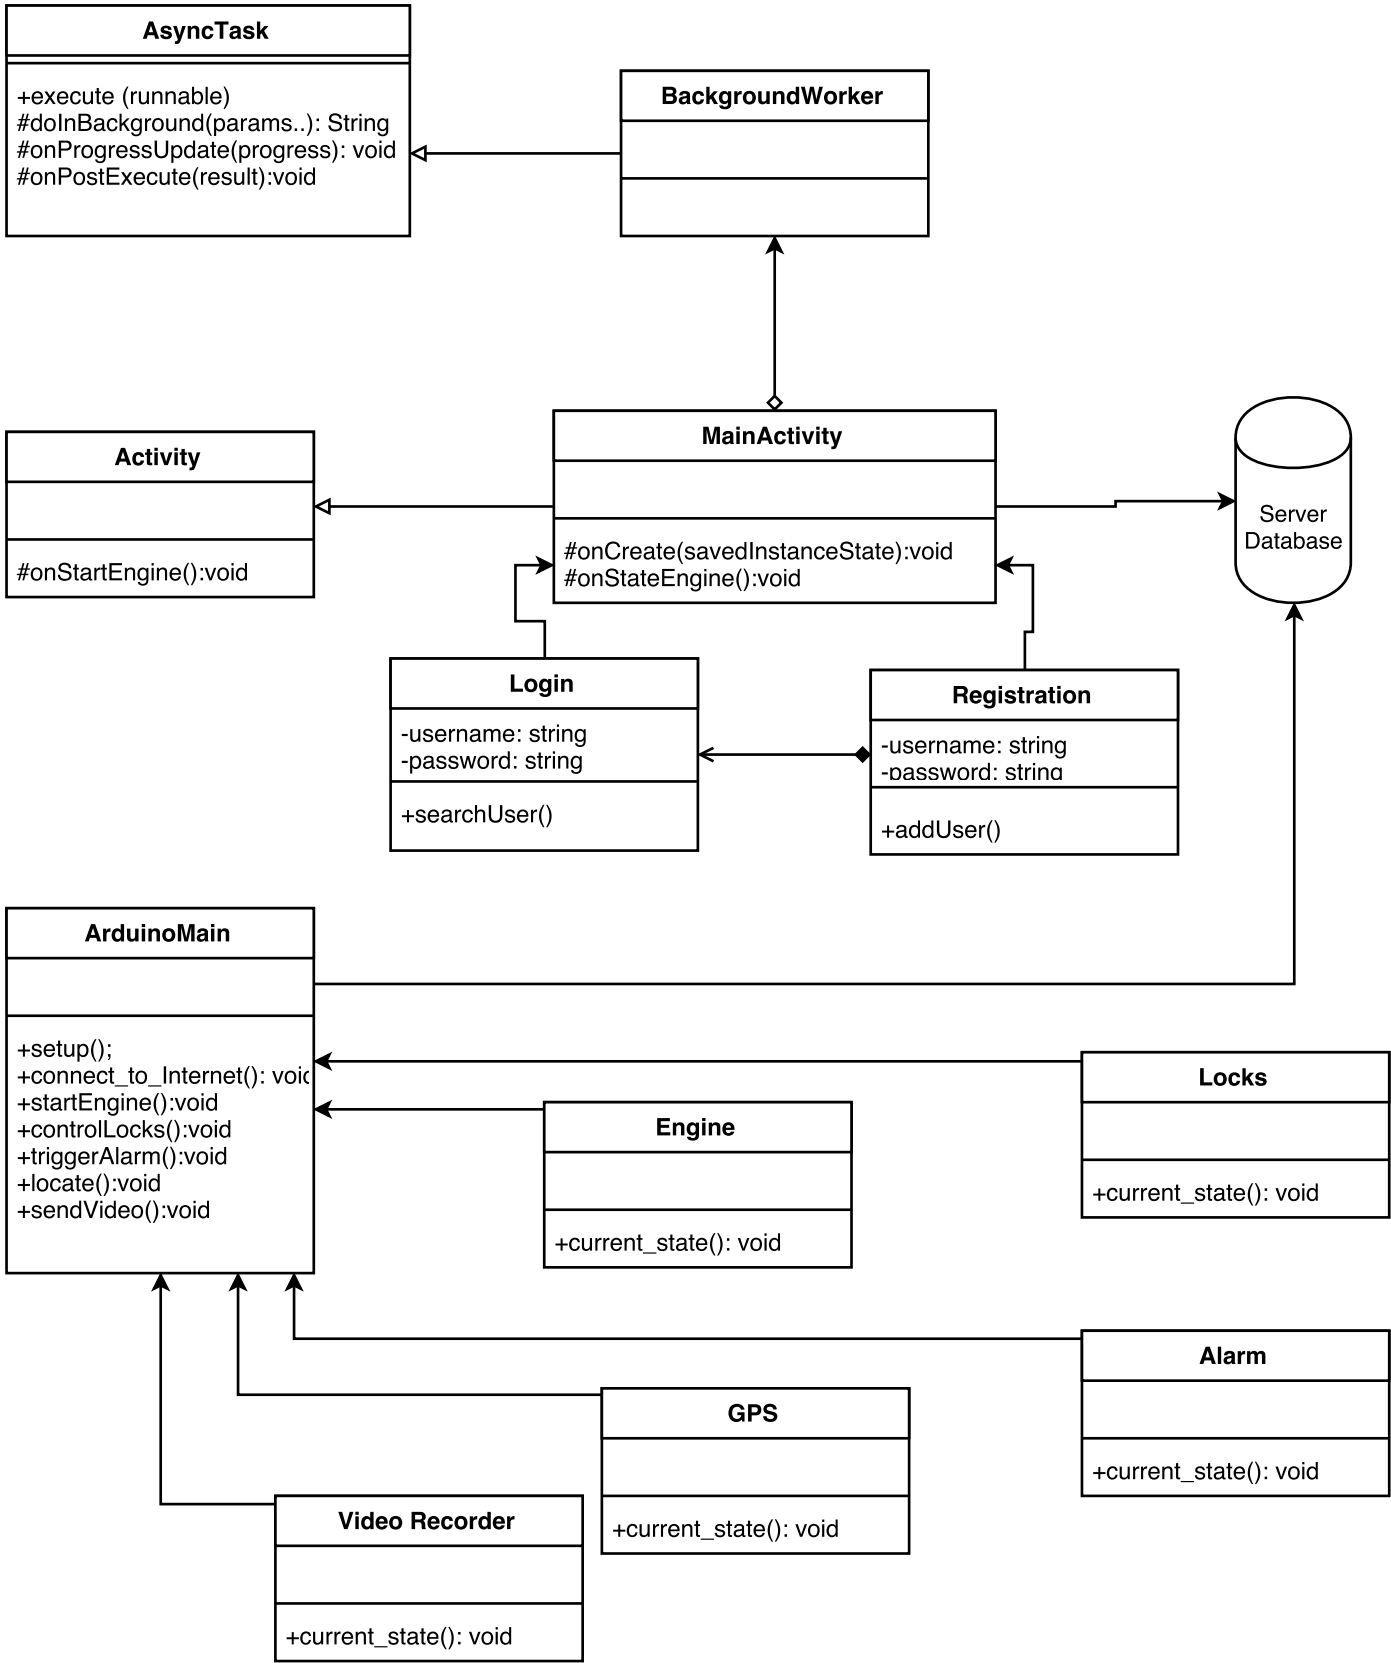 AsyncTask
+execute (runnable)
#doInBackground(params..): String
#onProgressUpdate(progress): void
#onPostExecute(result):void
BackgroundWorker
Activity
#onStartEngine():void
MainActivity
#onCreate(savedInstanceState):void
#onStateEngine():void
Server
Database
Login
-username: string
-password: string
+searchUser()
Registration
-username: string
-password: string
+addUser()
ArduinoMain
+setup();
+connect_to_Internet(): void
+startEngine():void
+controlLocks():void
+triggerAlarm():void
+locate():void
+sendVideo():void
Locks
+current_state(): void
Engine
+current_state(): void
Alarm
+current_state(): void
GPS
+current_state(): void
Video Recorder
+current_state(): void